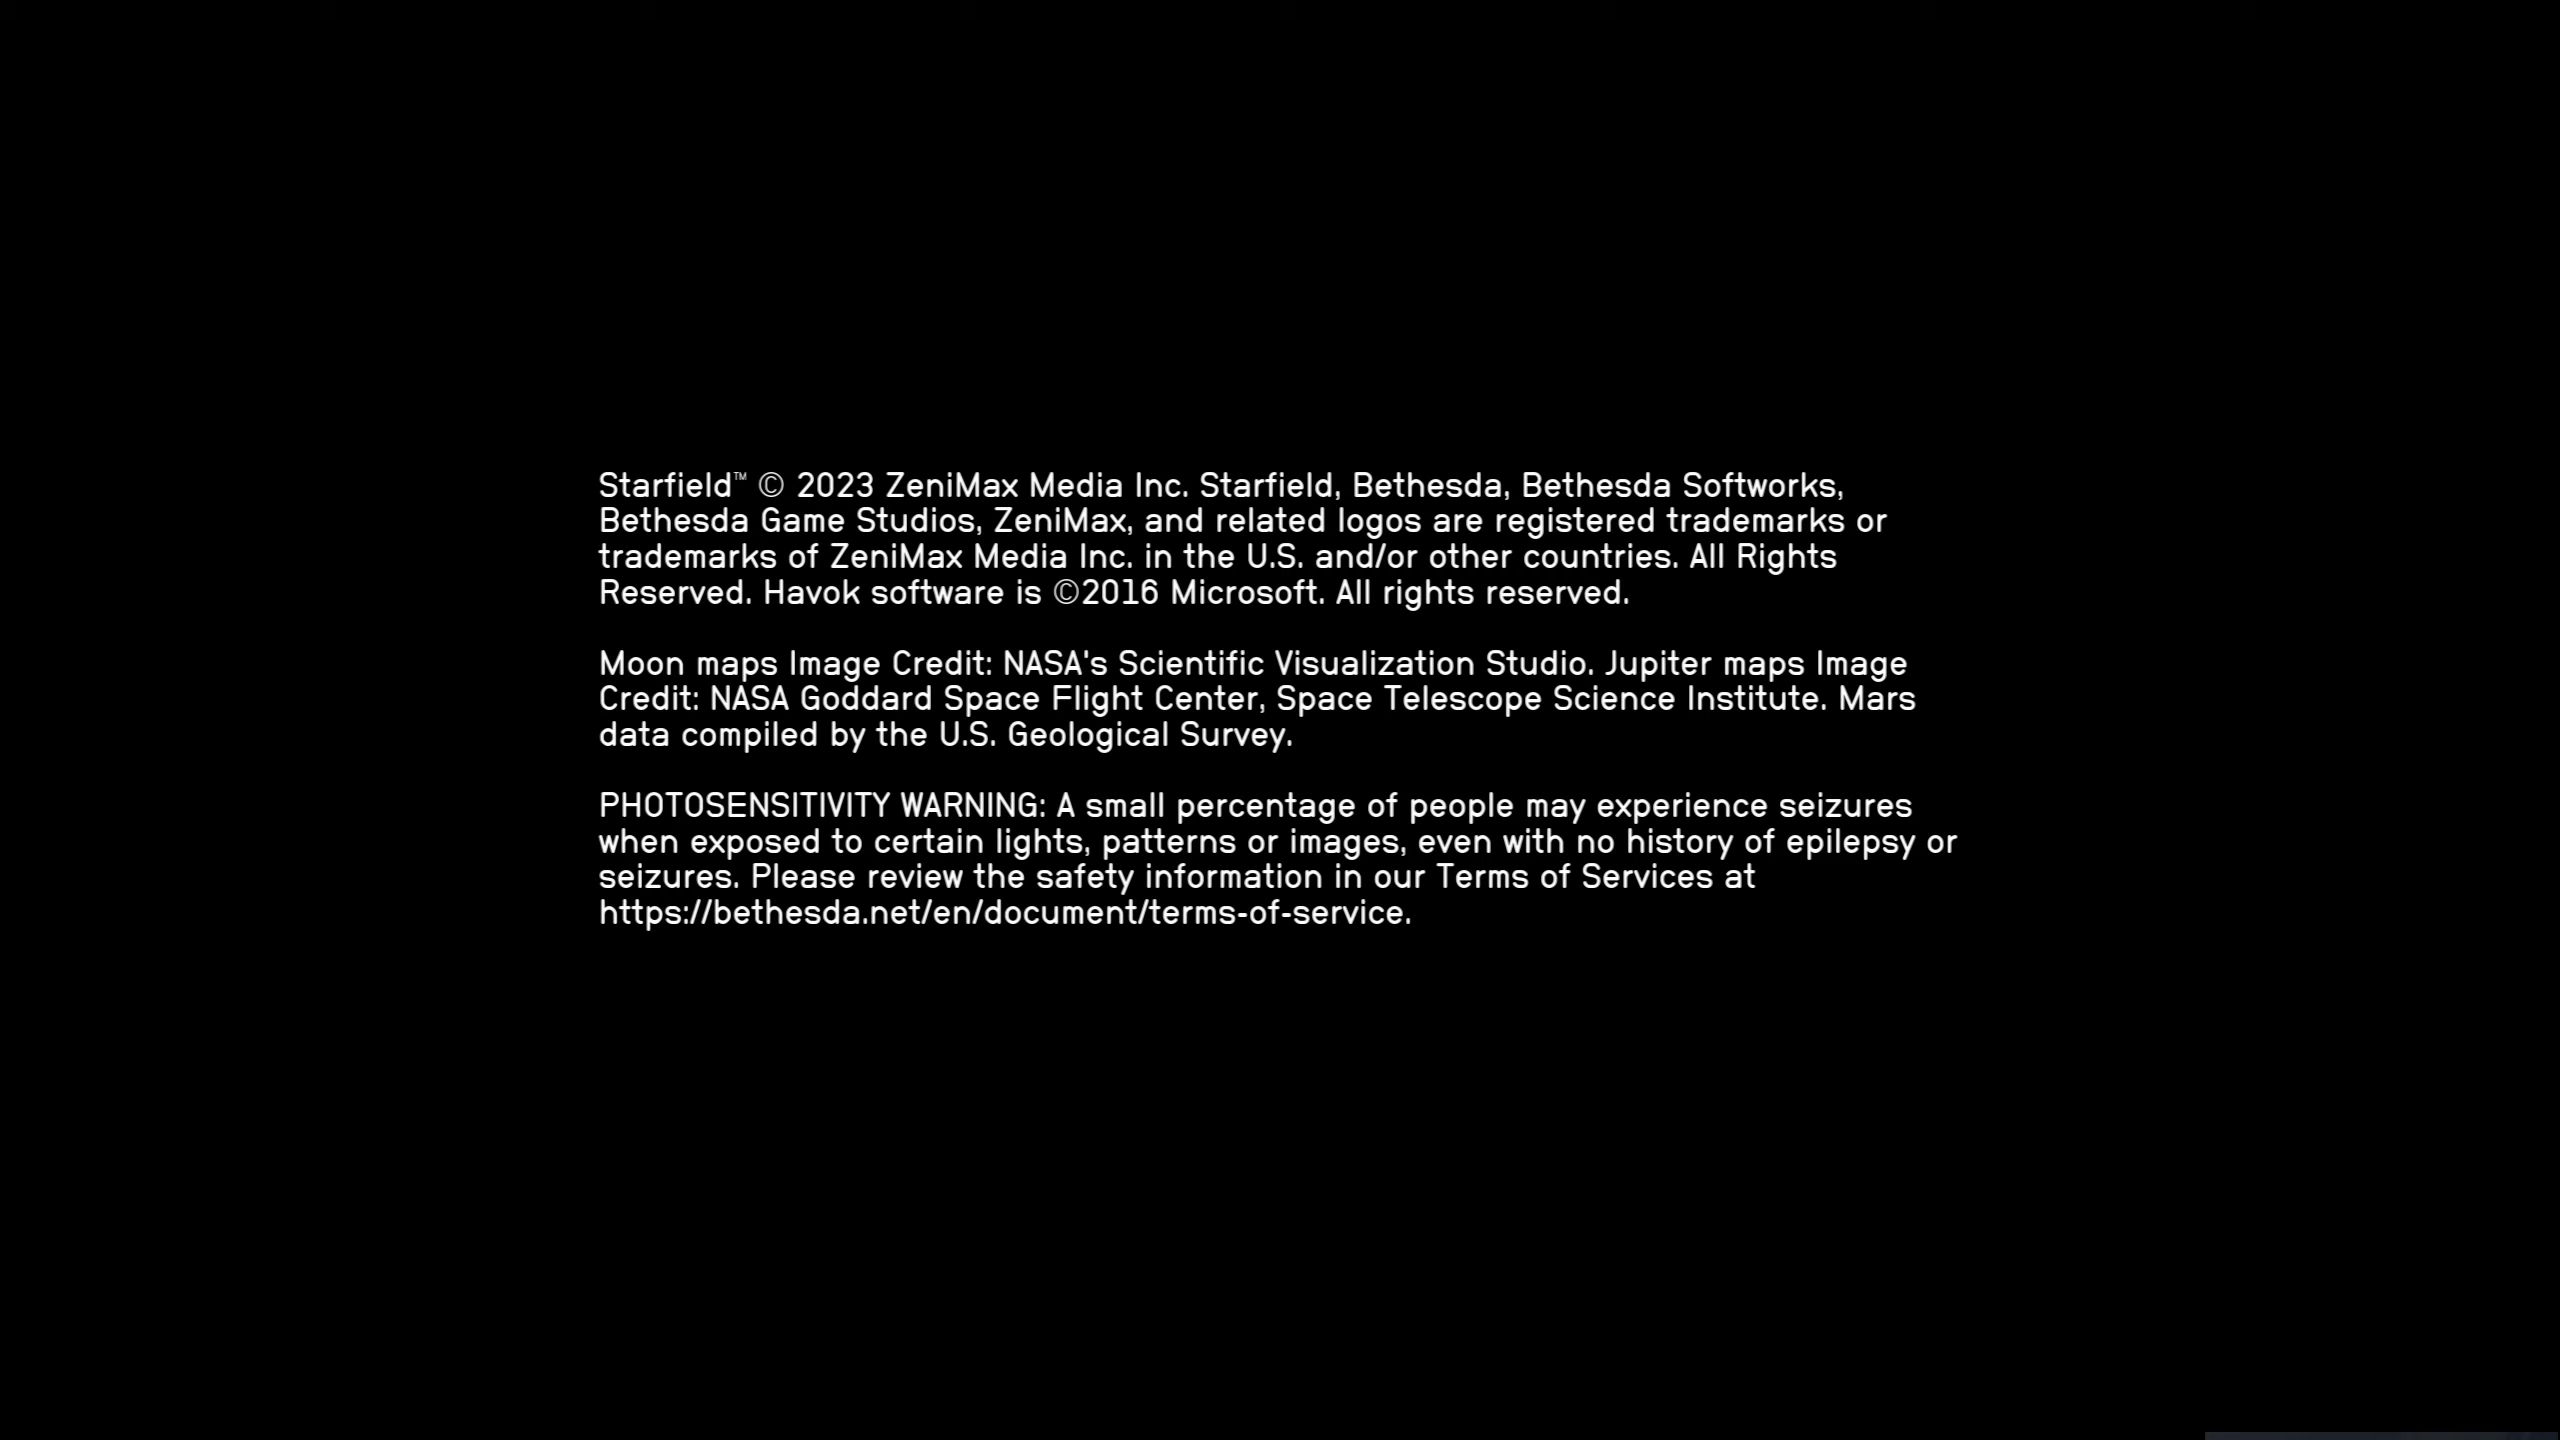 Starfield™ © 2023 ZeniMax Media Inc. Starfield, Bethesda, Bethesda Softworks,
Bethesda Game Studios, ZeniMax, and related logos are registered trademarks or
trademarks of ZeniMax Media Inc. in the U.S. and/or other countries. All Rights
Reserved. Havok software is ©2016 Microsoft. All rights reserved.
Moon maps Image Credit: NASA's Scientific Visualization Studio. Jupiter maps Image
Credit: NASA Goddard Space Flight Center, Space Telescope Science Institute. Mars
data compiled by the U.S. Geological Survey.
PHOTOSENSITIVITY WARNING: A small percentage of people may experience seizures
when exposed to certain lights, patterns or images, even with no history of epilepsy or
seizures. Please review the safety information in our Terms of Services at
https://bethesda.net/en/document/terms-of-service.